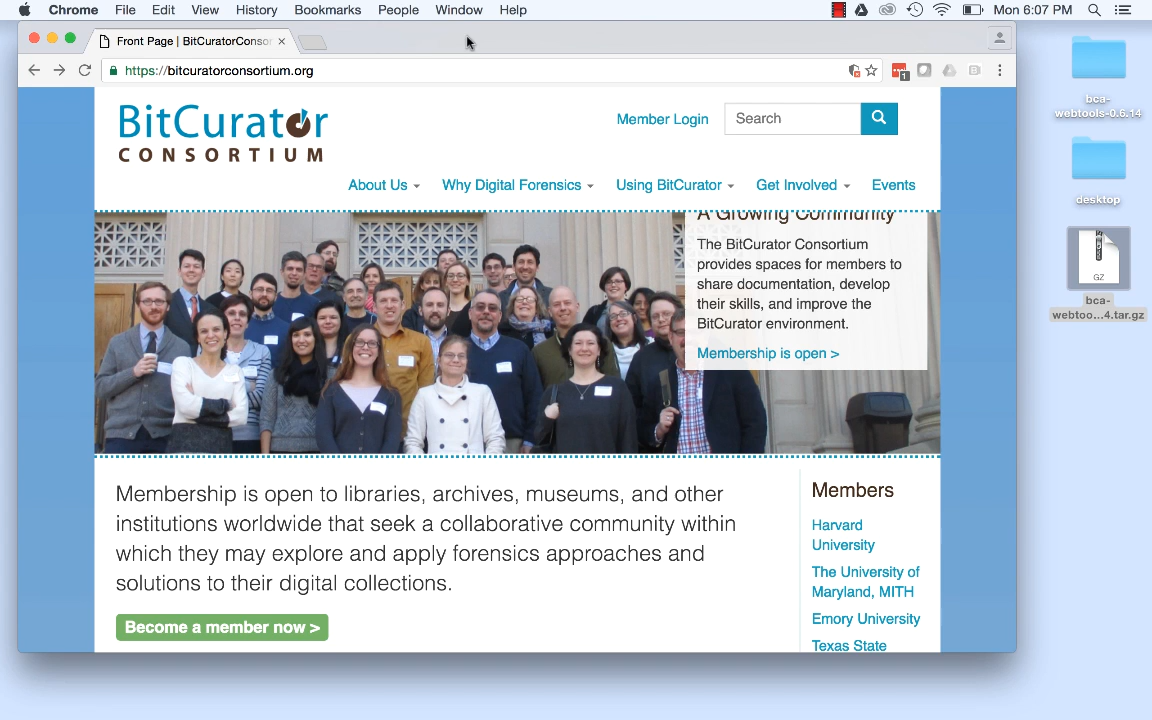 Chrome File Edit View History Bookmarks People Window Help Mon 6:07 PM
Front Page | BitCuratorConsor
https://bitcuratorconsortium.org
1
BitCurator
CONSORTIUM
Member Login
Search
About Us
Why Digital Forensics
Using BitCurator
Get Involved
Events
A Growing Community
The BitCurator Consortium
provides spaces for members to
share documentation, develop
their skills, and improve the
BitCurator environment.
Membership is open >
Membership is open to libraries, archives, museums, and other
institutions worldwide that seek a collaborative community within
which they may explore and apply forensics approaches and
solutions to their digital collections.
Become a member now >
Members
Harvard
University
The University of
Maryland, MITH
Emory University
Texas State
bca-
webtools-0.6.14
desktop
GZ
bca-
webtoo...4.tar.gz